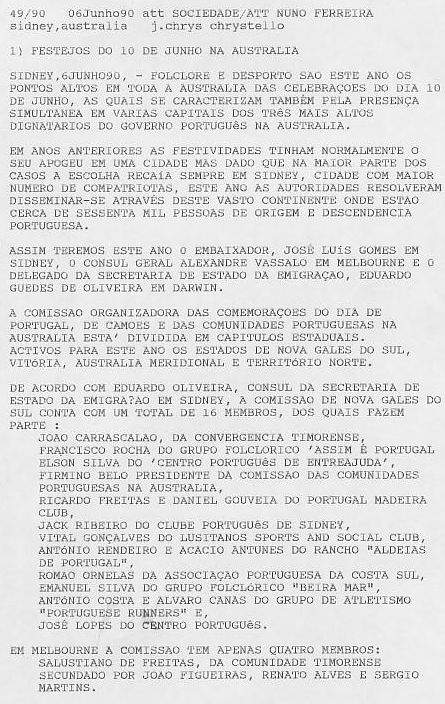 49/90   06Junho90 att SOCIEDADE/ATT NUNO FERREIRA
sidney,australia   j.chrys chrystello
1) FESTEJOS DO 10 DE JUNHO NA AUSTRALIA
SIDNEY,6JUNHO90, - FOLCLORE E DESPORTO SAO ESTE ANO OS
PONTOS ALTOS EM TODA A AUSTRALIA DAS CELEBRAÇOES DO DIA 10
DE JUNHO, AS QUAIS SE CARACTERIZAM TAMBÉM PELA PRESENÇA
SIMULTANEA EM VARIAS CAPITAIS DOS TRêS MAIS ALTOS
DIGNATARIOS DO GOVERNO PORTUGUêS NA AUSTRALIA.
EM ANOS ANTERIORES AS FESTIVIDADES TINHAM NORMALMENTE O
SEU APOGEU EM UMA CIDADE MAS DADO QUE NA MAIOR PARTE DOS
CASOS A ESCOLHA RECAíA SEMPRE EM SIDNEY, CIDADE COM MAIOR
NUMERO DE COMPATRIOTAS, ESTE ANO AS AUTORIDADES RESOLVERAM
DISSEMINAR-SE ATRAVÉS DESTE VASTO CONTINENTE ONDE ESTAO
CERCA DE SESSENTA MIL PESSOAS DE ORIGEM E DESCENDENCIA
PORTUGUESA.
ASSIM TEREMOS ESTE ANO O EMBAIXADOR, JOSÉ LUíS GOMES EM
SIDNEY, O CONSUL GERAL ALEXANDRE VASSALO EM MELBOURNE E O
DELEGADO DA SECRETARIA DE ESTADO DA EMIGRAÇAO, EDUARDO
GUEDES DE OLIVEIRA EM DARWIN.
A COMISSAO ORGANIZADORA DAS COMEMORAÇOES DO DIA DE
PORTUGAL, DE CAMOES E DAS COMUNIDADES PORTUGUESAS NA
AUSTRALIA ESTA' DIVIDIDA EM CAPITULOS ESTADUAIS.
ACTIVOS PARA ESTE ANO OS ESTADOS DE NOVA GALES DO SUL,
VITóRIA, AUSTRALIA MERIDIONAL E TERRITóRIO NORTE.
DE ACORDO COM EDUARDO OLIVEIRA, CONSUL DA SECRETARIA DE
ESTADO DA EMIGRA?AO EM SIDNEY, A COMISSAO DE NOVA GALES DO
SUL CONTA COM UM TOTAL DE 16 MEMBROS, DOS QUAIS FAZEM
PARTE :
JOAO CARRASCALAO, DA CONVERGENCIA TIMORENSE,
FRANCISCO ROCHA DO GRUPO FOLCLORICO 'ASSIM É PORTUGAL
ELSON SILVA DO 'CENTRO PORTUGUêS DE ENTREAJUDA',
FIRMINO BELO PRESIDENTE DA COMISSAO DAS COMUNIDADES
PORTUGUESAS NA AUSTRALIA,
RICARDO FREITAS E DANIEL GOUVEIA DO PORTUGAL MADEIRA
CLUB,
JACK RIBEIRO DO CLUBE PORTUGUêS DE SIDNEY,
VITAL GONÇALVES DO LUSITANOS SPORTS AND SOCIAL CLUB,
ANTóNIO RENDEIRO E ACACIO ANTUNES DO RANCHO "ALDEIAS
DE PORTUGAL",
ROMAO ORNELAS DA ASSOCIAÇAO PORTUGUESA DA COSTA SUL,
EMANUEL SILVA DO GRUPO FOLCLóRICO "BEIRA MAR",
ANTóNIO COSTA E ALVARO CANAS DO GRUPO DE ATLETISMO
"PORTUGUESE RUNNERS" E,
JOSÉ LOPES DO CENTRO PORTUGUêS.
EM MELBOURNE A COMISSAO TEM APENAS QUATRO MEMBROS:
SALUSTIANO DE FREITAS, DA COMUNIDADE TIMORENSE
SECUNDADO POR JOAO FIGUEIRAS, RENATO ALVES E SERGIO
MARTINS.